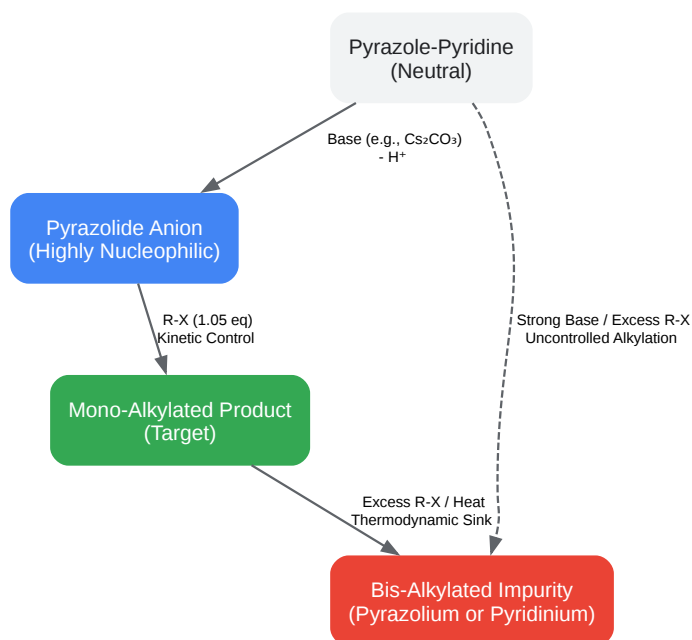 Pyrazole-Pyridine
(Neutral)
Base (e.g., Cs₂CO₃)
- H⁺
Pyrazolide Anion
(Highly Nucleophilic)
R-X (1.05 eq)
Kinetic Control
Strong Base / Excess R-X
Uncontrolled Alkylation
Mono-Alkylated Product
(Target)
Excess R-X / Heat
Thermodynamic Sink
Bis-Alkylated Impurity
(Pyrazolium or Pyridinium)